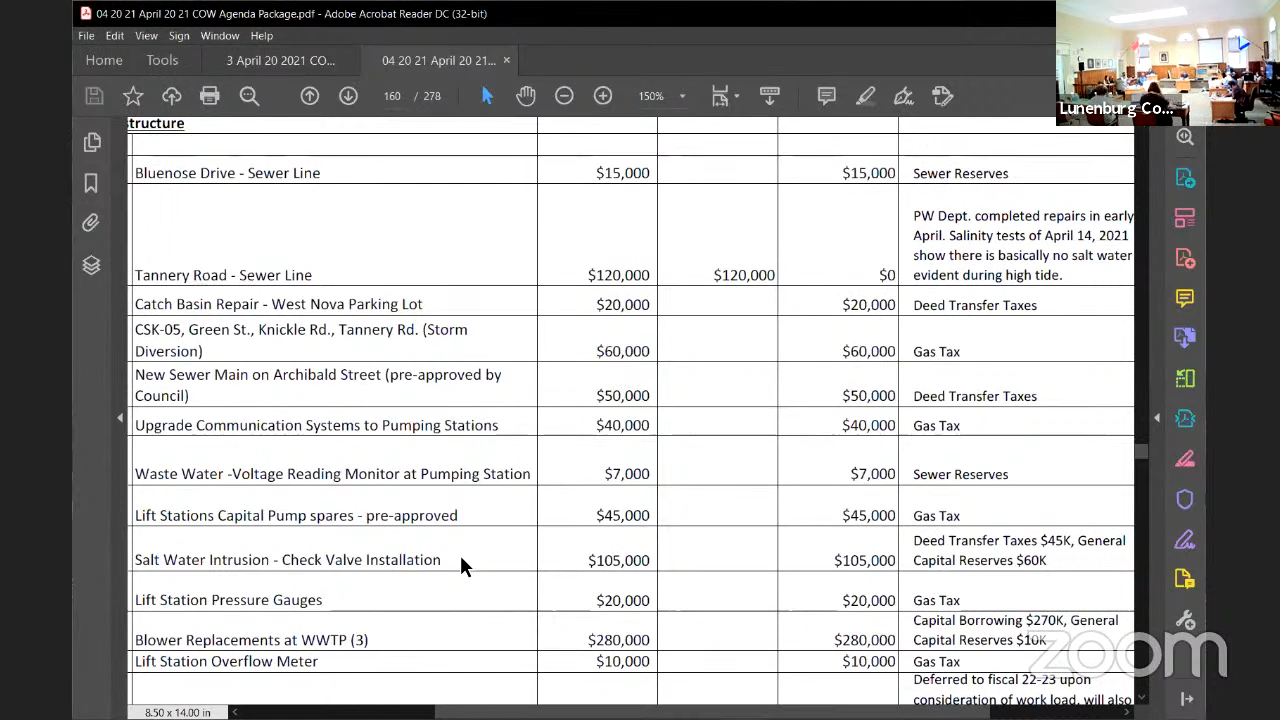 04 20 21 April 20 21 COW Agenda Package.pdf - Adobe Acrobat Reader DC (32-bit)
File Edit View Sign Window Help
Home Tools 3 April 20 2021 CO... 04 20 21 April 20 21... ×
160 / 278 150%
Lunenburg Co...
structure
Bluenose Drive - Sewer Line $15,000 $15,000 Sewer Reserves
PW Dept. completed repairs in early
April. Salinity tests of April 14, 2021
show there is basically no salt water
Tannery Road - Sewer Line $120,000 $120,000 $0 evident during high tide.
Catch Basin Repair - West Nova Parking Lot $20,000 $20,000 Deed Transfer Taxes
CSK-05, Green St., Knickle Rd., Tannery Rd. (Storm
Diversion) $60,000 $60,000 Gas Tax
New Sewer Main on Archibald Street (pre-approved by
Council) $50,000 $50,000 Deed Transfer Taxes
Upgrade Communication Systems to Pumping Stations $40,000 $40,000 Gas Tax
Waste Water -Voltage Reading Monitor at Pumping Station $7,000 $7,000 Sewer Reserves
Lift Stations Capital Pump spares - pre-approved $45,000 $45,000 Gas Tax
Deed Transfer Taxes $45K, General
Salt Water Intrusion - Check Valve Installation $105,000 $105,000 Capital Reserves $60K
Lift Station Pressure Gauges $20,000 $20,000 Gas Tax
Capital Borrowing $270K, General
Blower Replacements at WWTP (3) $280,000 $280,000 Capital Reserves $10K
Lift Station Overflow Meter $10,000 $10,000 Gas Tax
Deferred to fiscal 22-23 upon
consideration of work load, will also
zoom
8.50 x 14.00 in